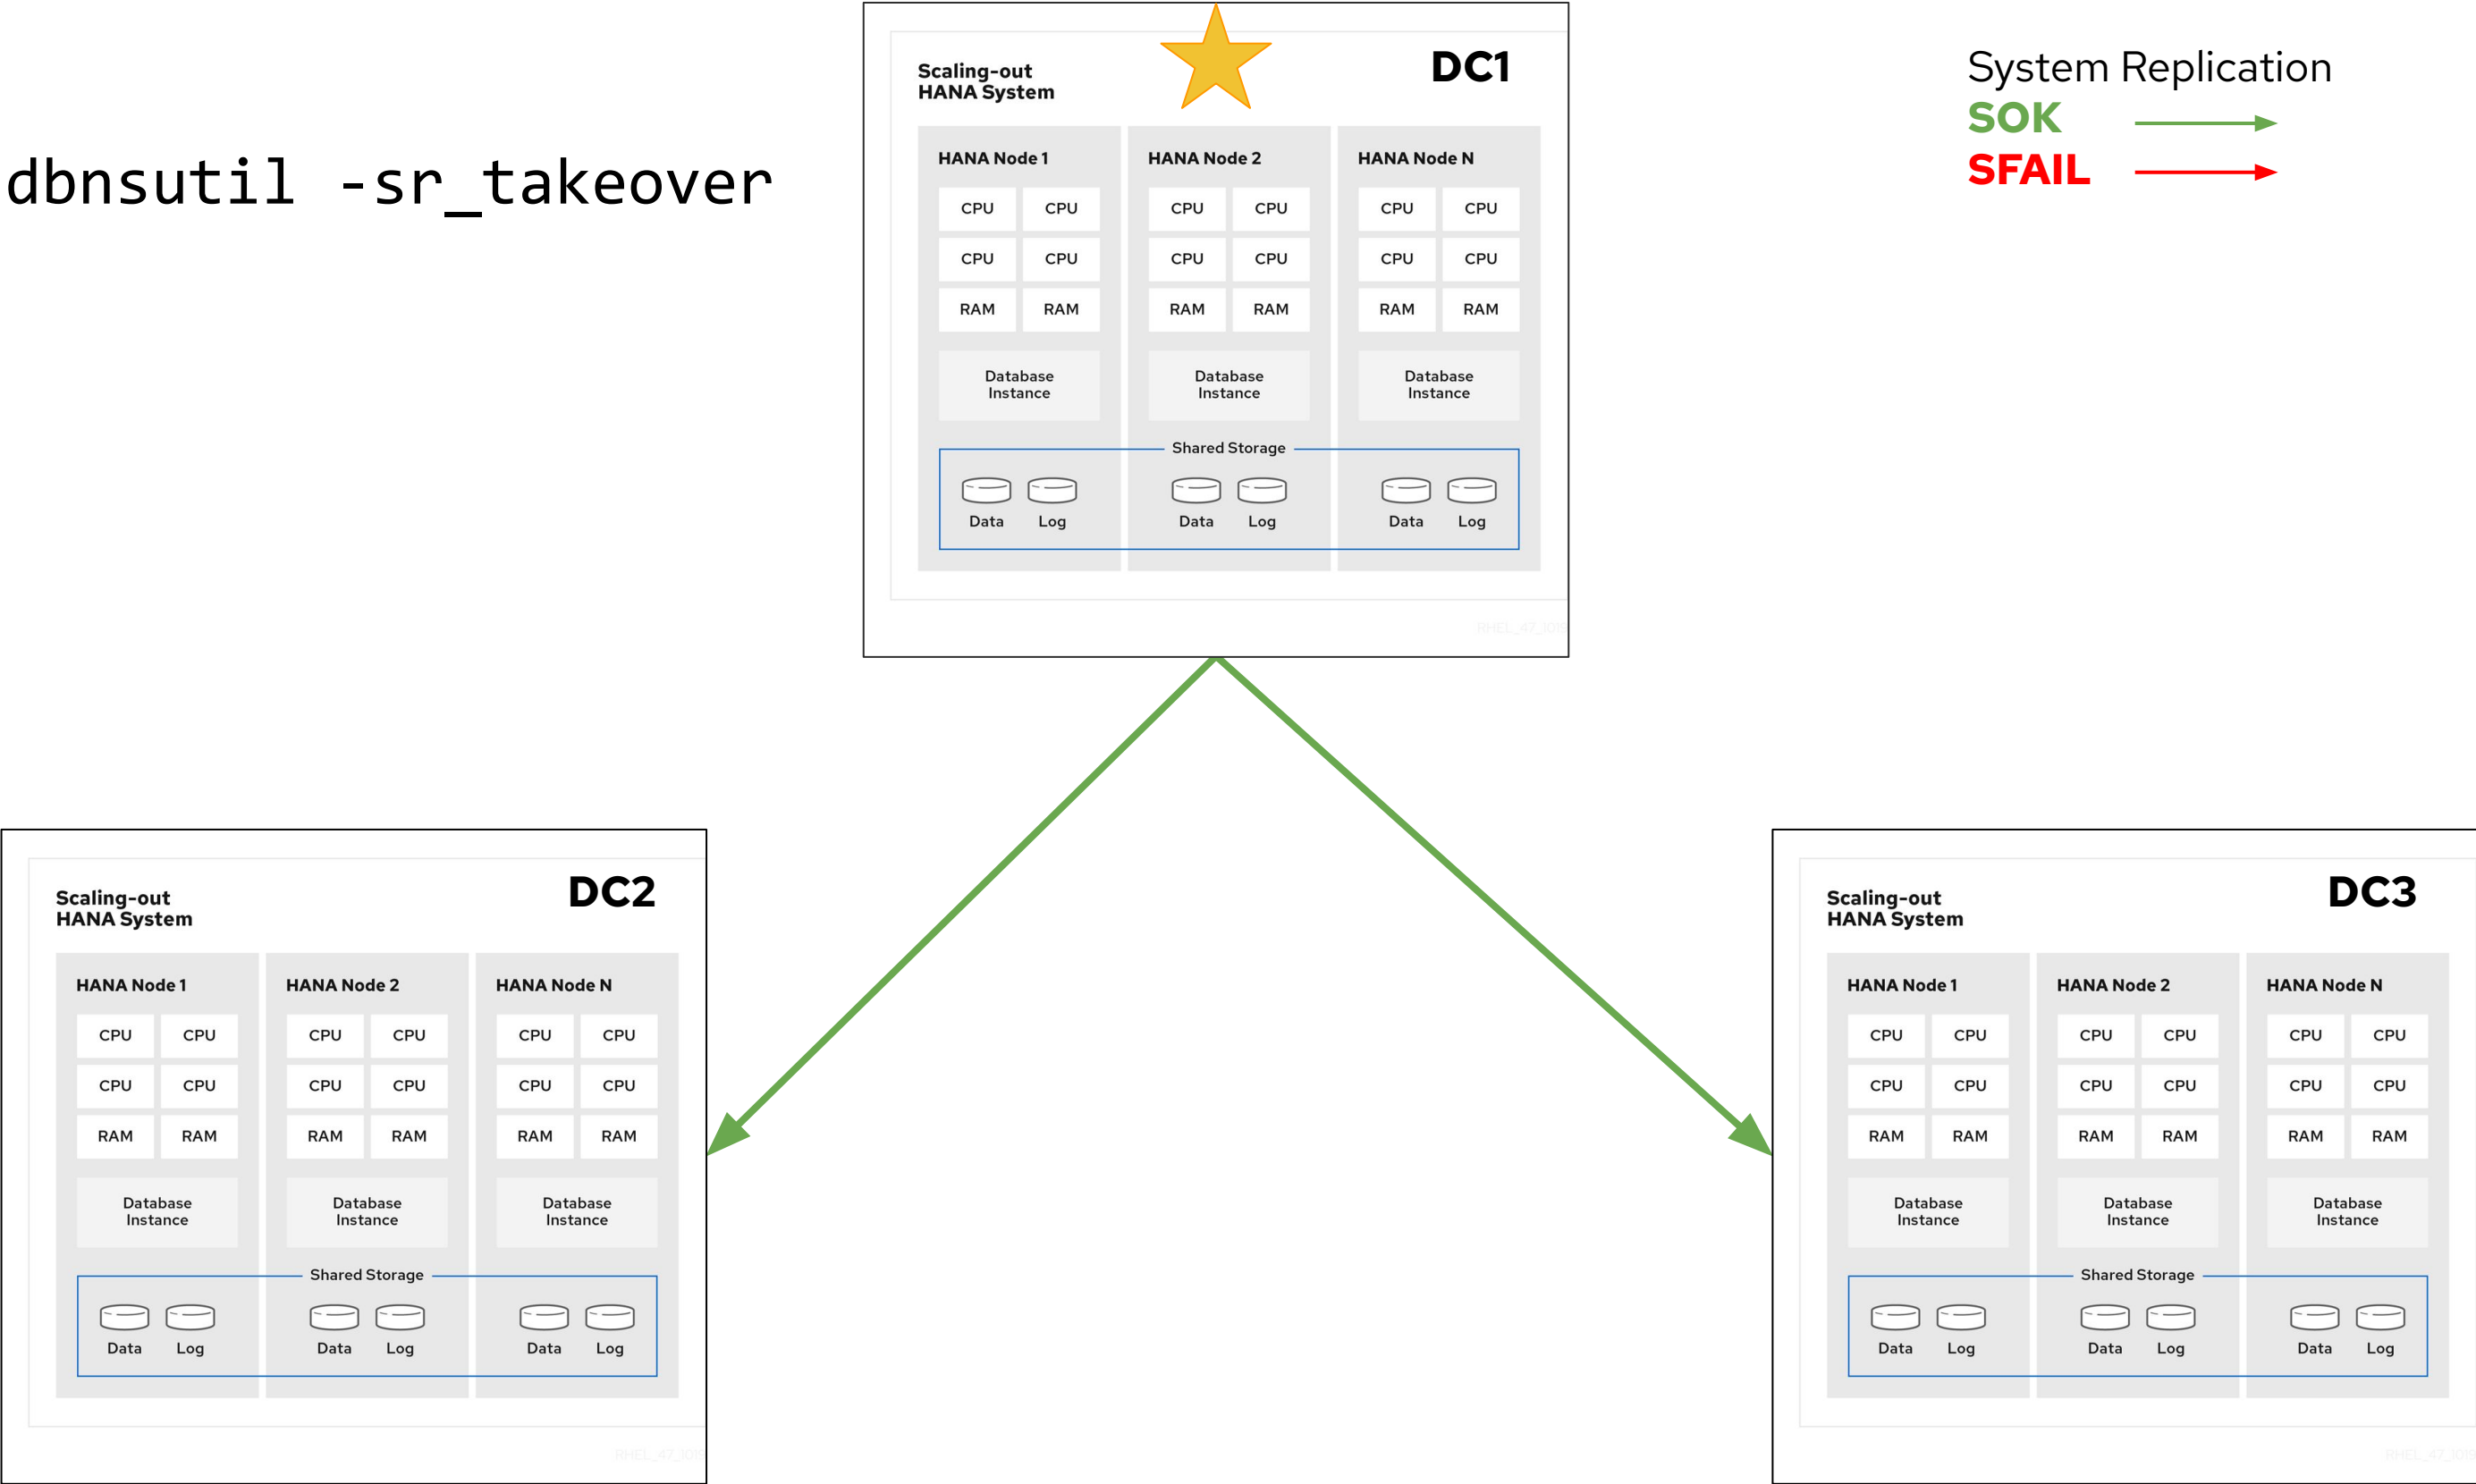 dbnsutil -sr_takeover
Scaling-out
HANA System
DC1
HANA Node 1
HANA Node 2
HANA Node N
CPU CPU CPU CPU CPU CPU
CPU CPU CPU CPU CPU CPU
RAM RAM RAM RAM RAM RAM
Database Database Database
Instance Instance Instance
Shared Storage
Data Log Data Log Data Log
RHEL_47_1019
System Replication
SOK
SFAIL
Scaling-out
HANA System
DC2
HANA Node 1
HANA Node 2
HANA Node N
CPU CPU CPU CPU CPU CPU
CPU CPU CPU CPU CPU CPU
RAM RAM RAM RAM RAM RAM
Database Database Database
Instance Instance Instance
Shared Storage
Data Log Data Log Data Log
RHEL_47_1019
Scaling-out
HANA System
DC3
HANA Node 1
HANA Node 2
HANA Node N
CPU CPU CPU CPU CPU CPU
CPU CPU CPU CPU CPU CPU
RAM RAM RAM RAM RAM RAM
Database Database Database
Instance Instance Instance
Shared Storage
Data Log Data Log Data Log
RHEL_47_1019